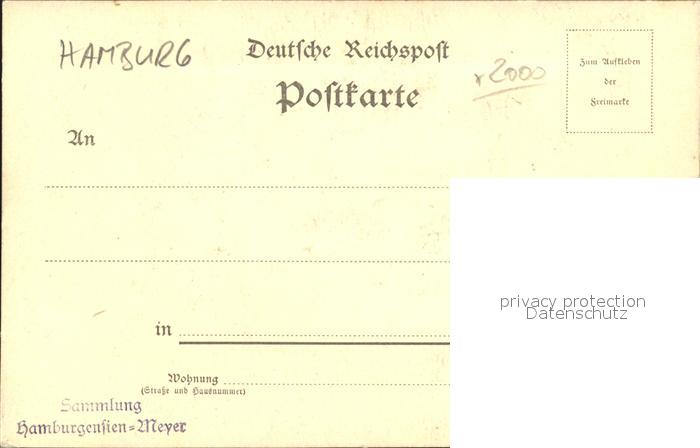 HAMBURG
Deutsche Reichspost
Postkarte
2000
Zum Aufkleben
der
Freimarke
An
privacy protection
Datenschutz
in
Wohnung
(Straße und Hausnummer)
Sammlung
Hamburgensien=Meyer